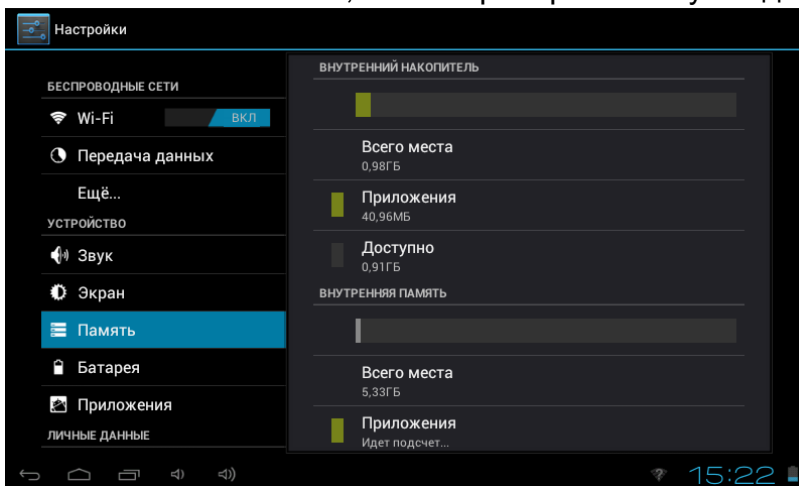 Настройки
БЕСПРОВОДНЫЕ СЕТИ
Wi-Fi ВКЛ
Передача данных
Ещё...
УСТРОЙСТВО
Звук
Экран
Память
Батарея
Приложения
ЛИЧНЫЕ ДАННЫЕ
ВНУТРЕННИЙ НАКОПИТЕЛЬ
Всего места
0,98ГБ
Приложения
40,96МБ
Доступно
0,91ГБ
ВНУТРЕННЯЯ ПАМЯТЬ
Всего места
5,33ГБ
Приложения
Идет подсчет...
15:22